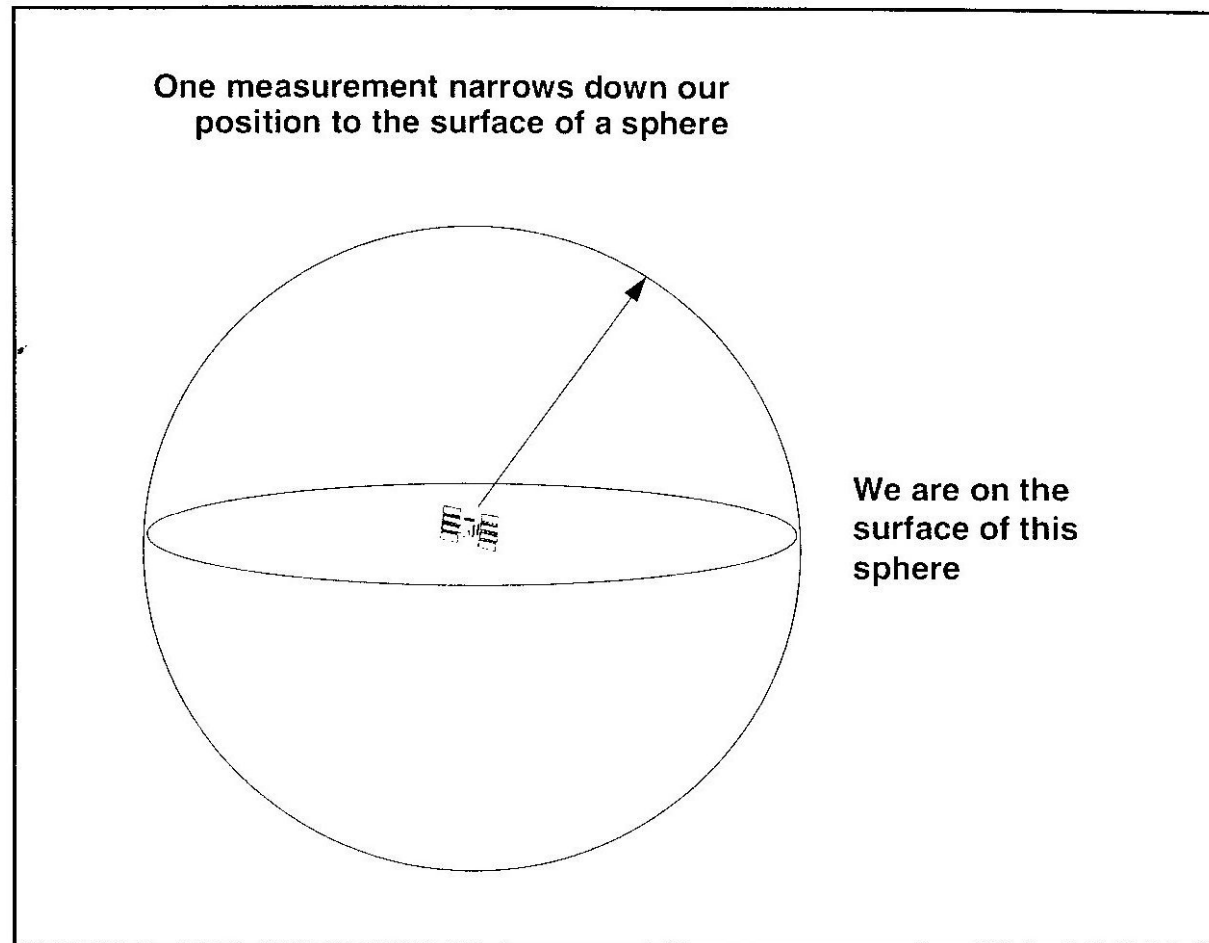 One measurement narrows down our
position to the surface of a sphere
We are on the
surface of this
sphere